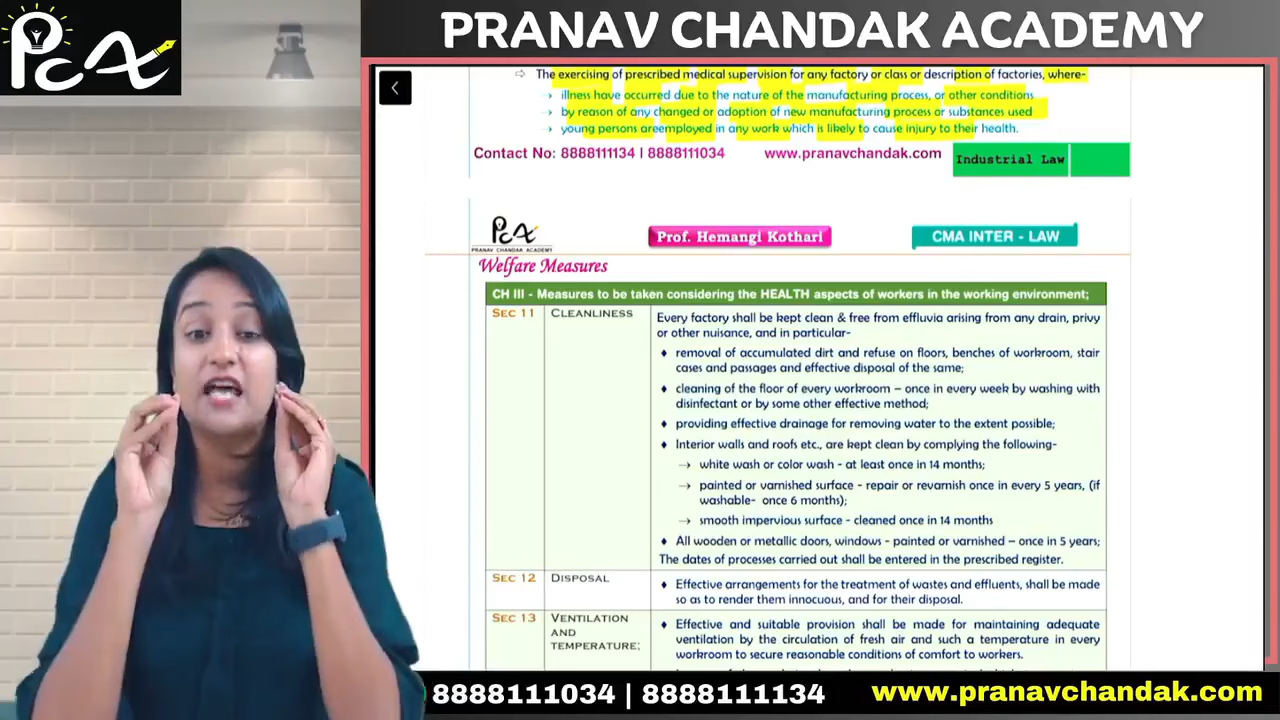 PCA
PRANAV CHANDAK ACADEMY
The exercising of prescribed medical supervision for any factory or class or description of factories, where-
→ illness have occurred due to the nature of the manufacturing process, or other conditions
→ by reason of any changed or adoption of new manufacturing process or substances used
→ young persons areemployed in any work which is likely to cause injury to their health.
Contact No: 8888111134 | 8888111034 www.pranavchandak.com Industrial Law
PCA
PRANAV CHANDAK ACADEMY
Prof. Hemangi Kothari
CMA INTER - LAW
Welfare Measures
CH III - Measures to be taken considering the HEALTH aspects of workers in the working environment;
SEC 11 CLEANLINESS
Every factory shall be kept clean & free from effluvia arising from any drain, privy
or other nuisance, and in particular-
♦ removal of accumulated dirt and refuse on floors, benches of workroom, stair
cases and passages and effective disposal of the same;
♦ cleaning of the floor of every workroom – once in every week by washing with
disinfectant or by some other effective method;
♦ providing effective drainage for removing water to the extent possible;
♦ Interior walls and roofs etc., are kept clean by complying the following-
→ white wash or color wash - at least once in 14 months;
→ painted or varnished surface - repair or revarnish once in every 5 years, (if
washable- once 6 months);
→ smooth impervious surface - cleaned once in 14 months
♦ All wooden or metallic doors, windows - painted or varnished – once in 5 years;
The dates of processes carried out shall be entered in the prescribed register.
SEC 12 DISPOSAL
♦ Effective arrangements for the treatment of wastes and effluents, shall be made
so as to render them innocuous, and for their disposal.
SEC 13 VENTILATION
AND
TEMPERATURE;
♦ Effective and suitable provision shall be made for maintaining adequate
ventilation by the circulation of fresh air and such a temperature in every
workroom to secure reasonable conditions of comfort to workers.
8888111034 | 8888111134 www.pranavchandak.com